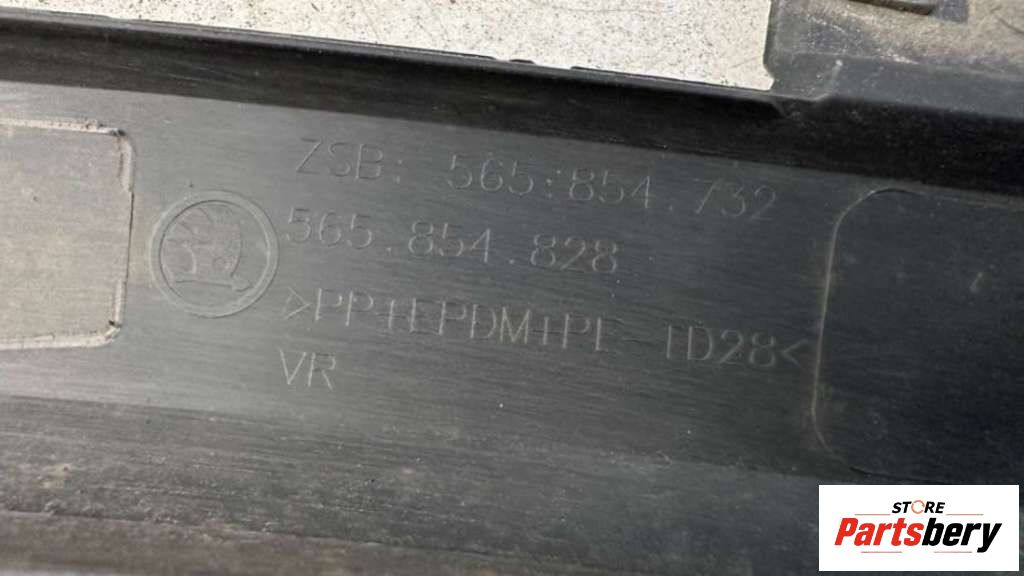 ZSB: 565.854.732
565.854.828
>PP+EPDM+PE-TD28<
VR
STORE
Partsbery